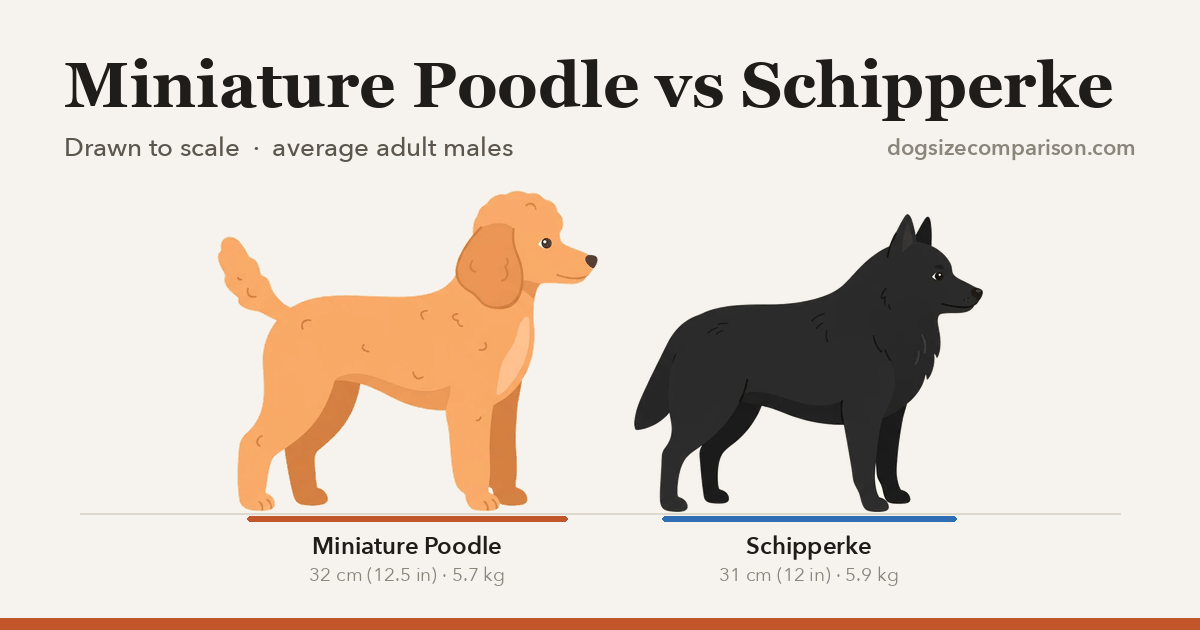 Miniature Poodle vs Schipperke
Drawn to scale · average adult males
dogsizecomparison.com
Miniature Poodle
32 cm (12.5 in) · 5.7 kg
Schipperke
31 cm (12 in) · 5.9 kg